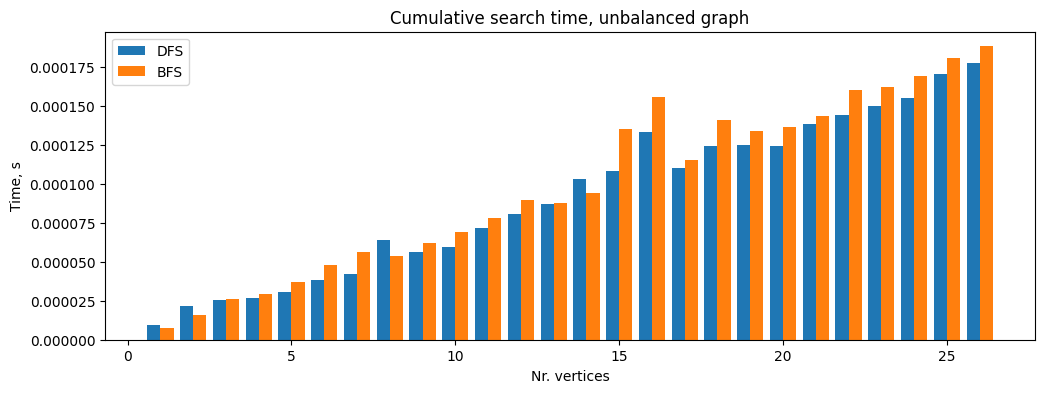 Cumulative search time, unbalanced graph
DFS
BFS
0.000175
0.000150
0.000125
0.000100
0.000075
0.000050
0.000025
0.000000
Time, s
0 5 10 15 20 25
Nr. vertices